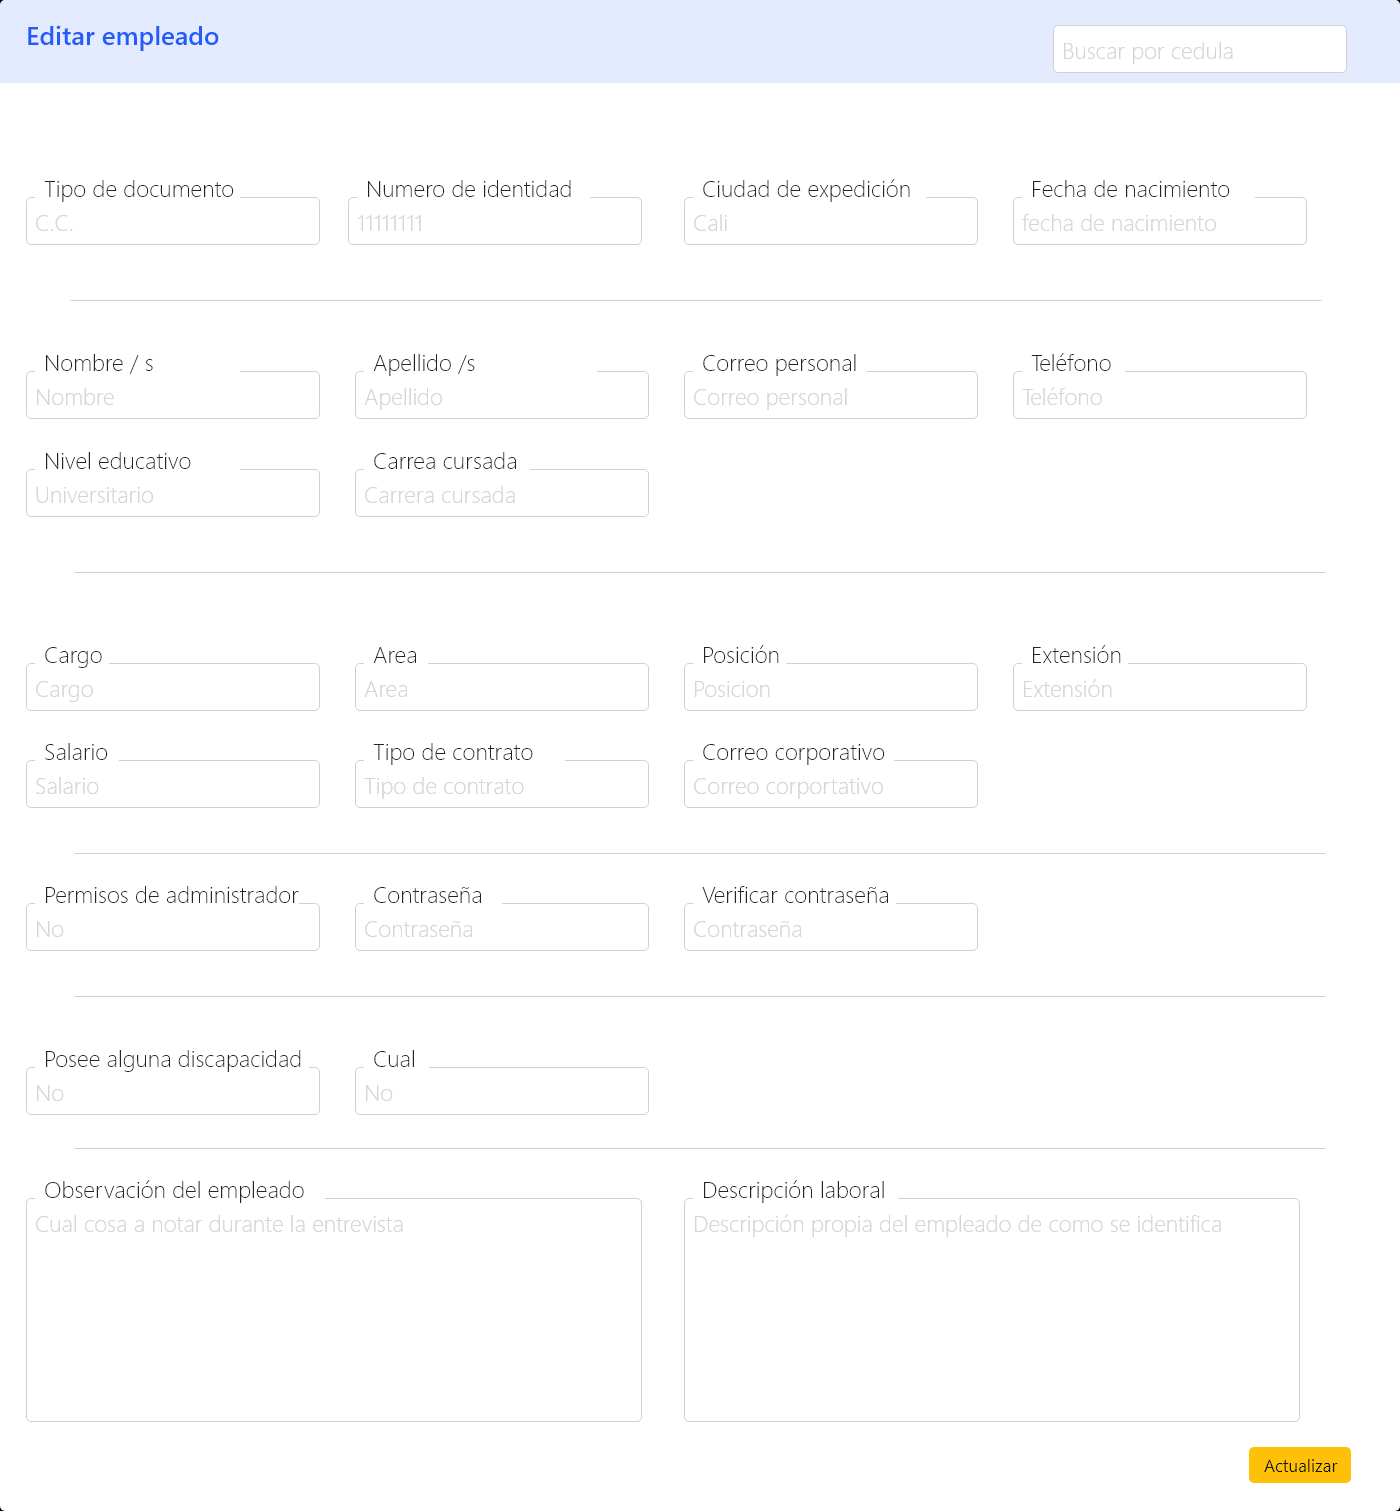 Editar empleado
Buscar por cedula
Tipo de documento
C.C.
Numero de identidad
11111111
Ciudad de expedición
Cali
Fecha de nacimiento
fecha de nacimiento
Nombre / s
Nombre
Apellido /s
Apellido
Correo personal
Correo personal
Teléfono
Teléfono
Nivel educativo
Universitario
Carrea cursada
Carrera cursada
Cargo
Cargo
Area
Area
Posición
Posicion
Extensión
Extensión
Salario
Salario
Tipo de contrato
Tipo de contrato
Correo corporativo
Correo corportativo
Permisos de administrador
No
Contraseña
Contraseña
Verificar contraseña
Contraseña
Posee alguna discapacidad
No
Cual
No
Observación del empleado
Cual cosa a notar durante la entrevista
Descripción laboral
Descripción propia del empleado de como se identifica
Actualizar